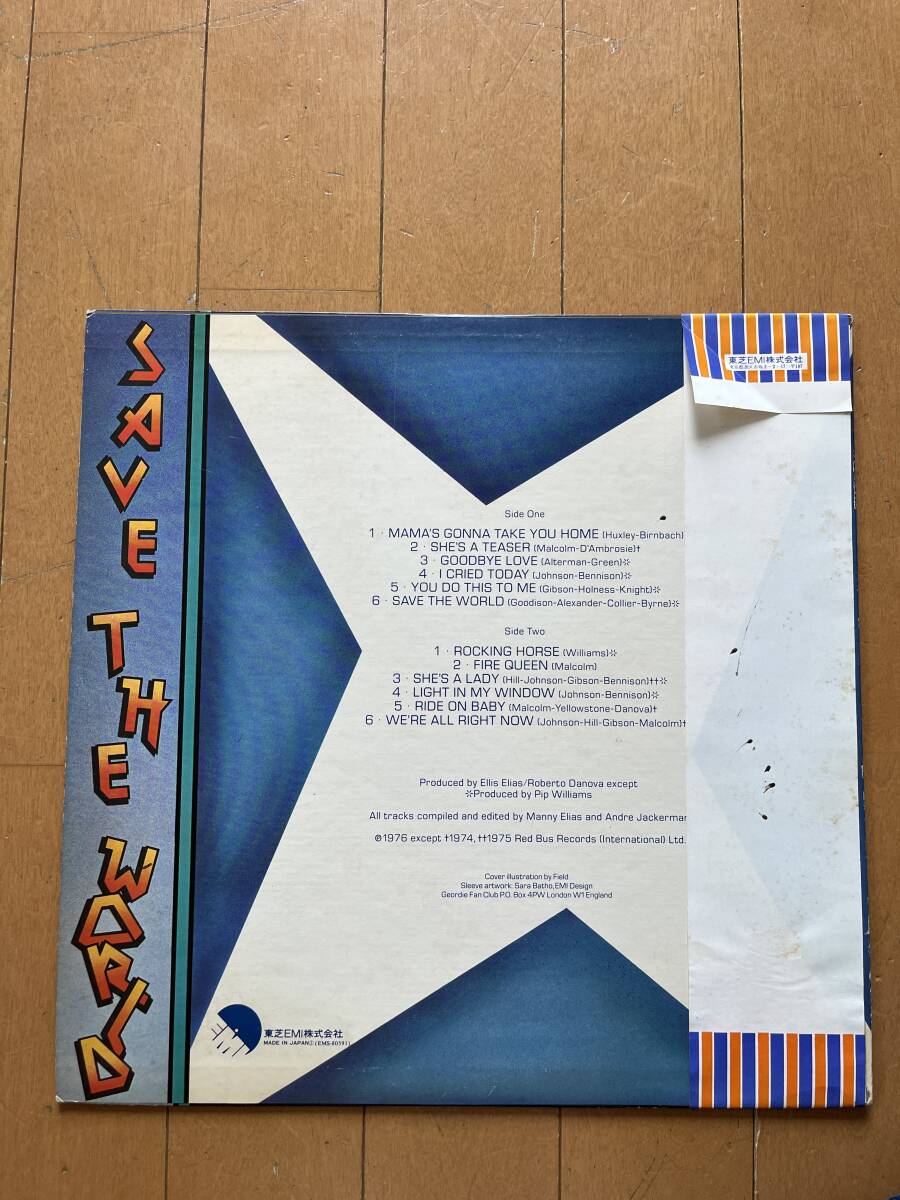 SAVE THE WORLD
東芝EMI株式会社
Side One
1 · MAMA'S GONNA TAKE YOU HOME (Huxley-Birnbach)
2 · SHE'S A TEASER (Malcolm-D'Ambrosie)†
3 · GOODBYE LOVE (Alterman-Green)※
4 · I CRIED TODAY (Johnson-Bennison)※
5 · YOU DO THIS TO ME (Gibson-Holness-Knight)※
6 · SAVE THE WORLD (Goodison-Alexander-Collier-Byrne)※
Side Two
1 · ROCKING HORSE (Williams)※
2 · FIRE QUEEN (Malcolm)
3 · SHE'S A LADY (Hill-Johnson-Gibson-Bennison)††※
4 · LIGHT IN MY WINDOW (Johnson-Bennison)※
5 · RIDE ON BABY (Malcolm-Yellowstone-Danova)†
6 · WE'RE ALL RIGHT NOW (Johnson-Hill-Gibson-Malcolm)†
Produced by Ellis Elias/Roberto Danova except
※Produced by Pip Williams
All tracks compiled and edited by Manny Elias and Andre Jackerman
℗1976 except †1974, ††1975 Red Bus Records (International) Ltd.
Cover illustration by Field
Sleeve artwork: Sara Batho, EMI Design
Geordie Fan Club P.O. Box 4PW London W1 England
EMI
東芝EMI株式会社
MADE IN JAPAN